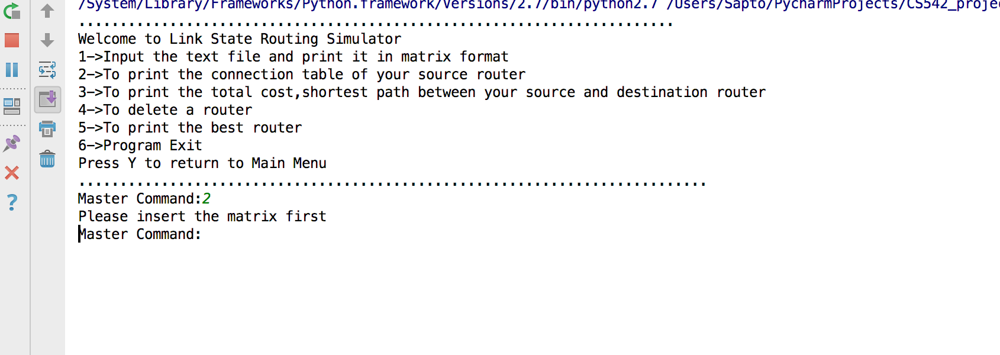 /System/Library/Frameworks/Python.framework/Versions/2.7/bin/python2.7 /Users/Sapto/PycharmProjects/CS542_proje
........................................................................
Welcome to Link State Routing Simulator
1->Input the text file and print it in matrix format
2->To print the connection table of your source router
3->To print the total cost,shortest path between your source and destination router
4->To delete a router
5->To print the best router
6->Program Exit
Press Y to return to Main Menu
............................................................................
Master Command:2
Please insert the matrix first
Master Command:
?